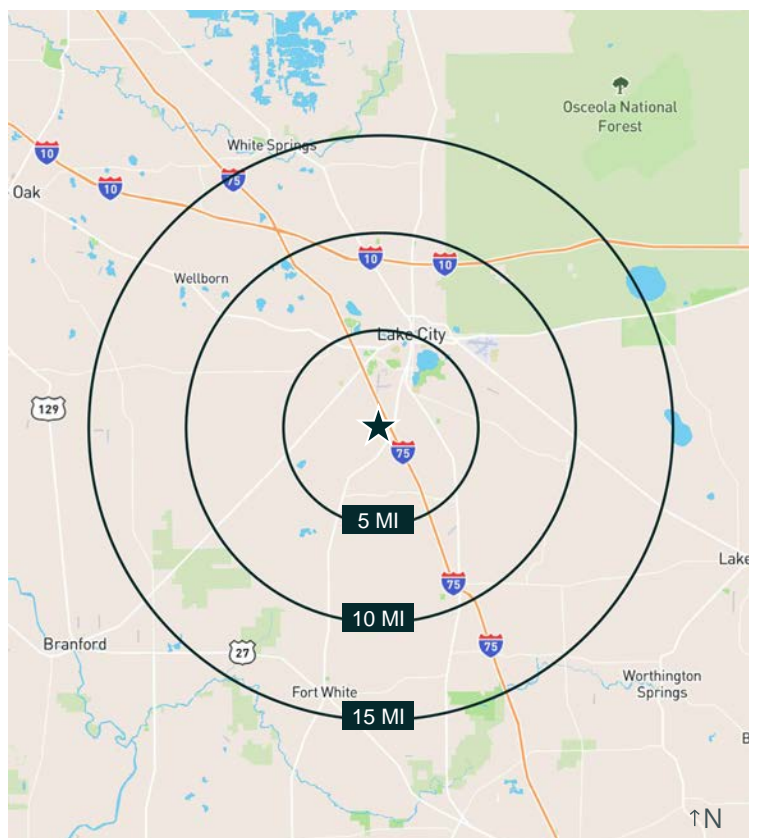 Osceola National
Forest
White Springs
10
75
10
Oak
10
10
Wellborn
Lake City
129
75
5 MI
Lake
75
10 MI
Branford
27
75
Worthington
Springs
Fort White
15 MI
B
↑N